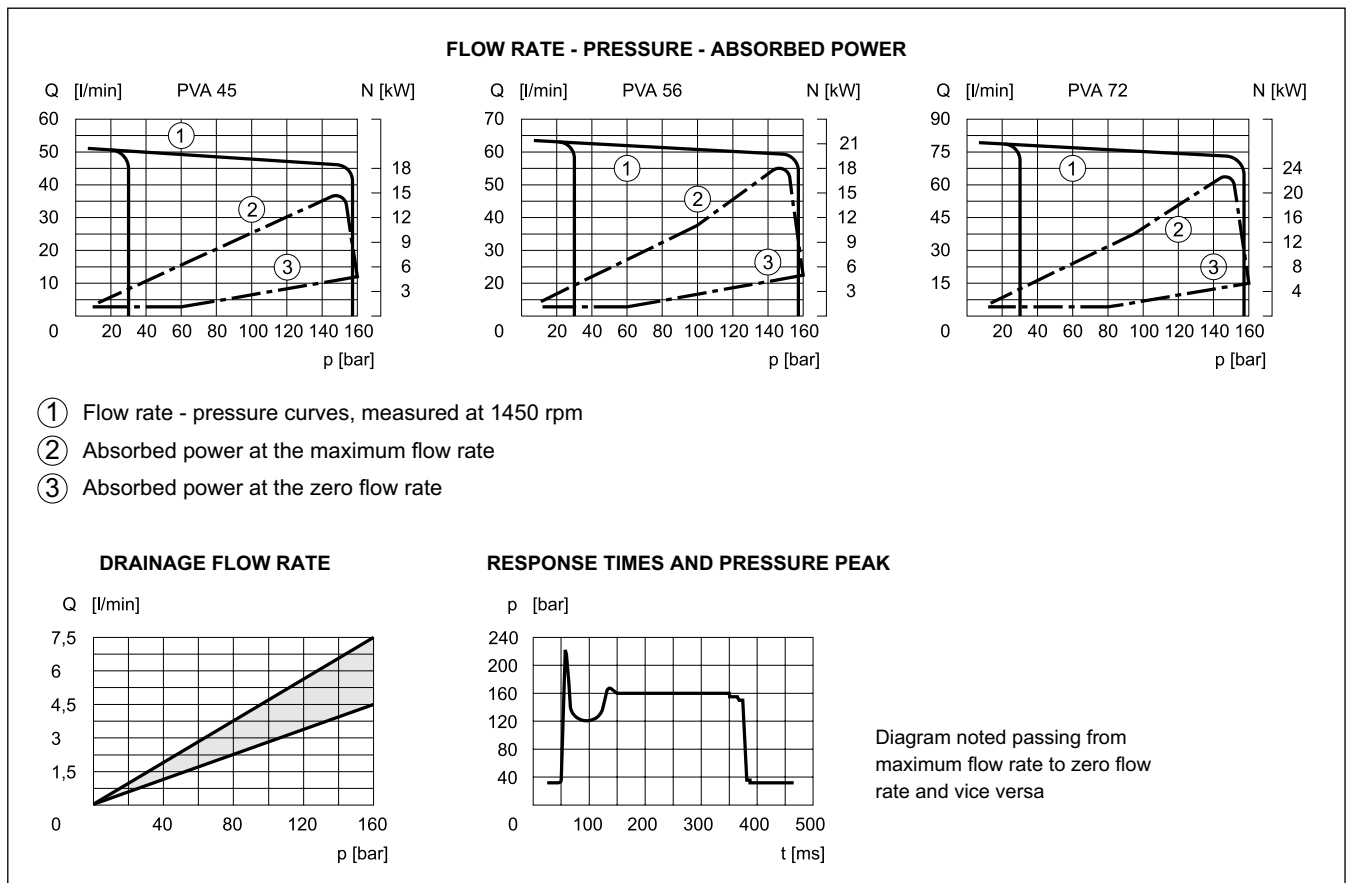 FLOW RATE - PRESSURE - ABSORBED POWER
Q [l/min] PVA 45 N [kW]
60
50
40
30
20
10
0
18
15
12
9
6
3
20 40 60 80 100 120 140 160
p [bar]
1
2
3
Q [l/min] PVA 56 N [kW]
70
60
50
40
30
20
0
21
18
15
12
9
6
3
20 40 60 80 100 120 140 160
p [bar]
1
2
3
Q [l/min] PVA 72 N [kW]
90
75
60
45
30
15
0
24
20
16
12
8
4
20 40 60 80 100 120 140 160
p [bar]
1
2
3
1 Flow rate - pressure curves, measured at 1450 rpm
2 Absorbed power at the maximum flow rate
3 Absorbed power at the zero flow rate
DRAINAGE FLOW RATE
Q [l/min]
7,5
6
4,5
3
1,5
0 40 80 120 160
p [bar]
RESPONSE TIMES AND PRESSURE PEAK
p [bar]
240
200
160
120
80
40
0 100 200 300 400 500
t [ms]
Diagram noted passing from
maximum flow rate to zero flow
rate and vice versa